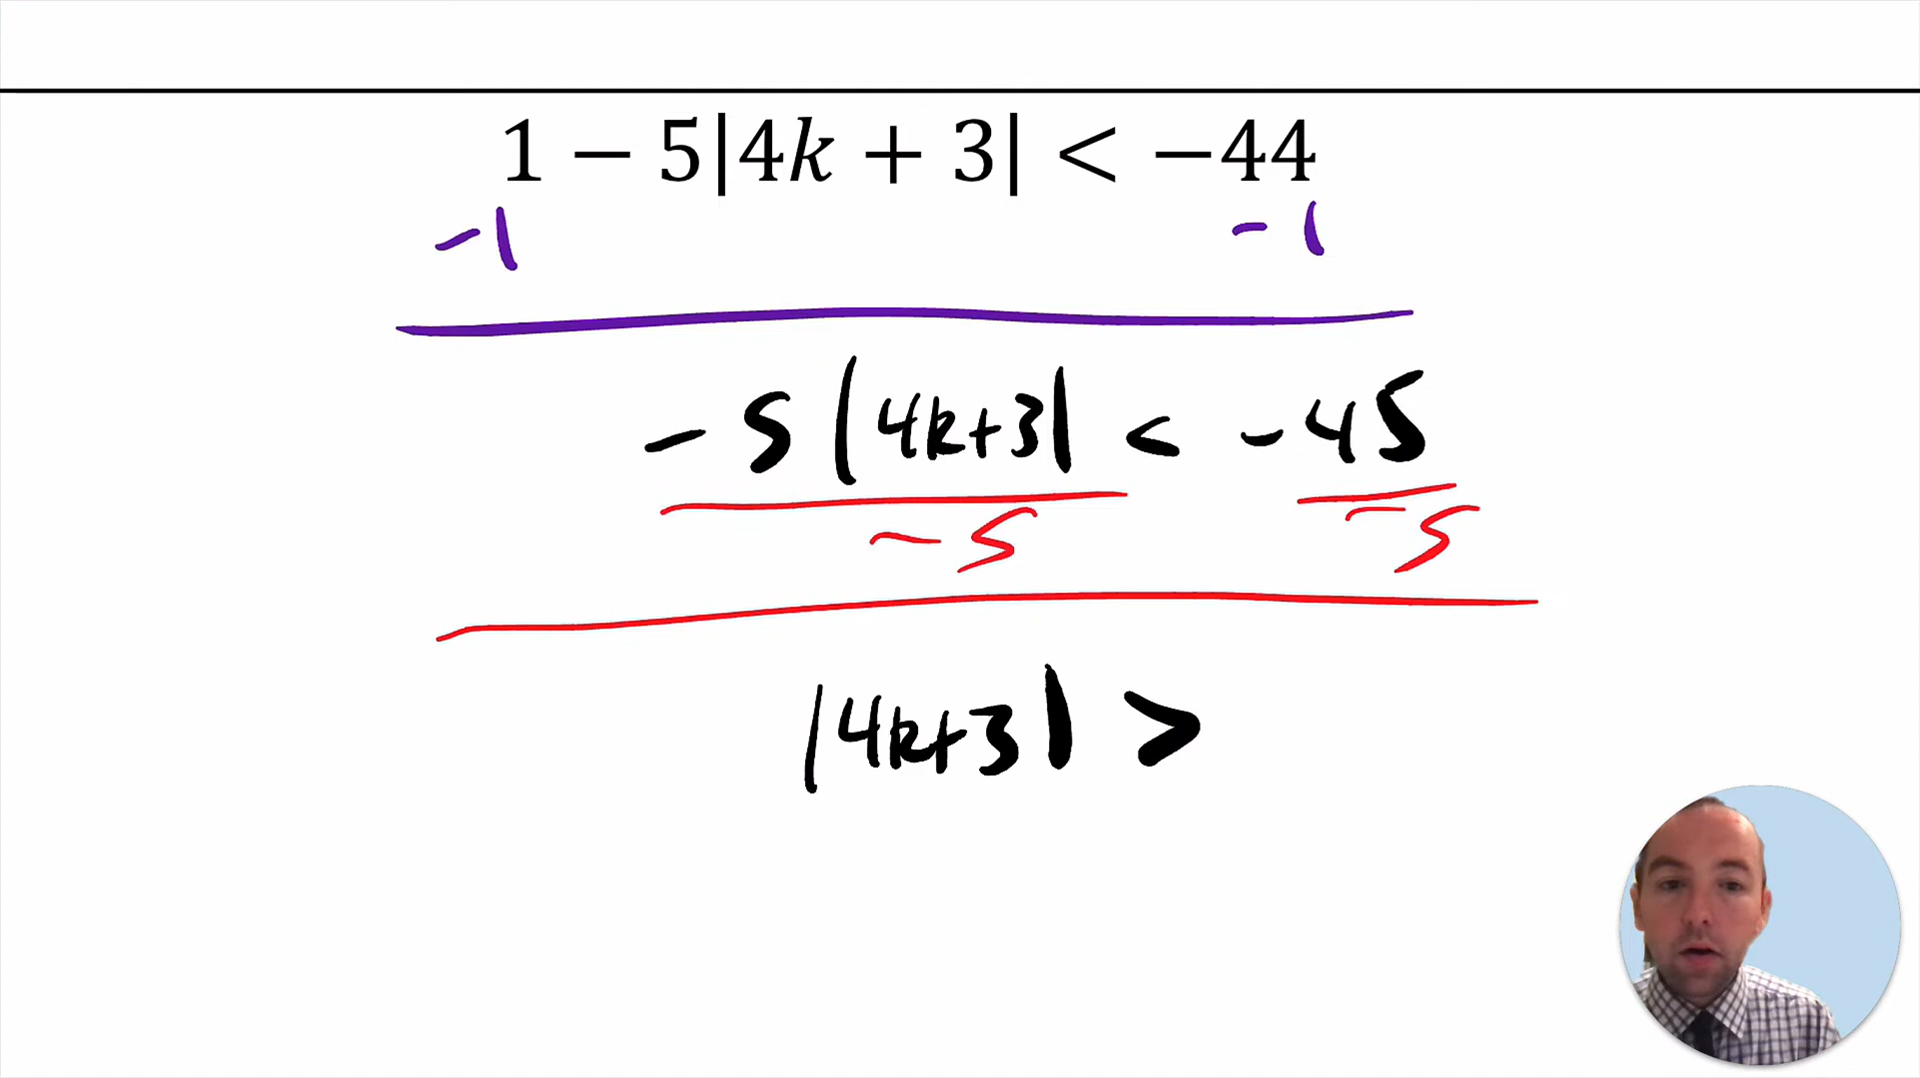 1 − 5|4k + 3| < −44
-1 -1
-5|4k+3| < -45
-5 -5
|4k+3| >